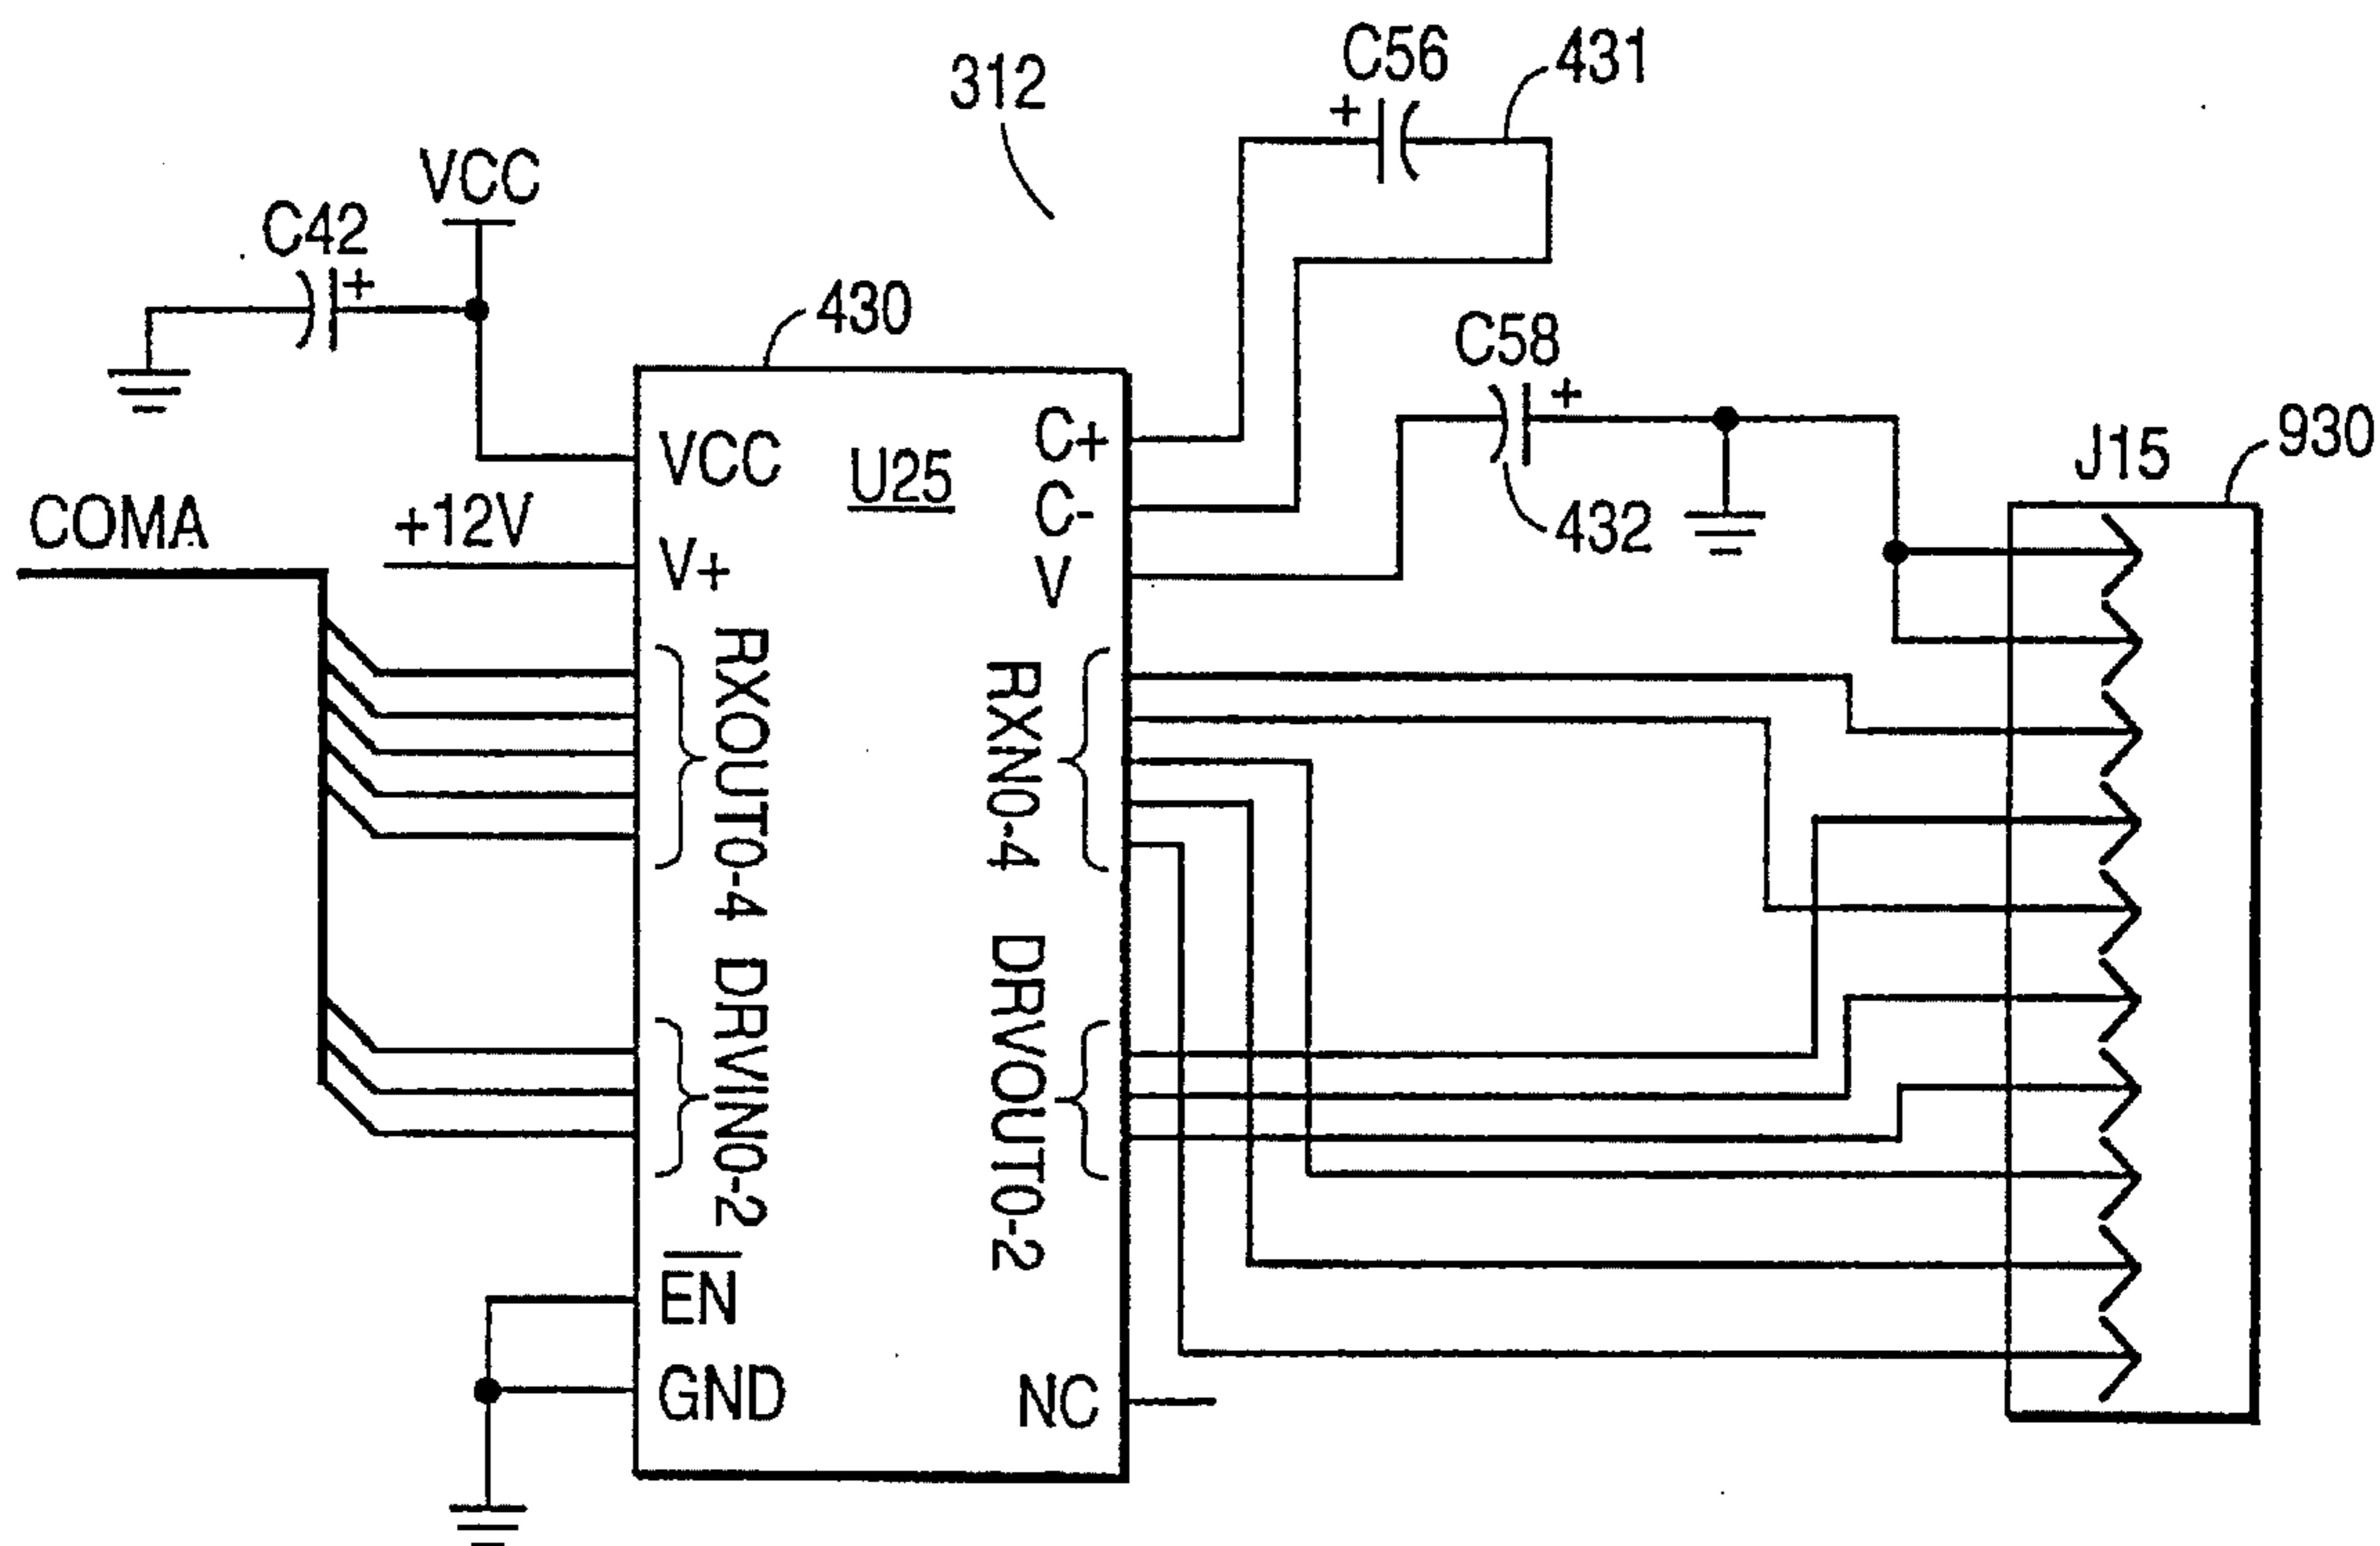 C56
431
312
VCC
C42
+
+
430
C58
+
432
J15
930
COMA
+12V
VCC
U25
C+
C-
V+
V
RXOUT0-4
RXN0-4
DRVIN0-2
DRVOUT0-2
EN
GND
NC